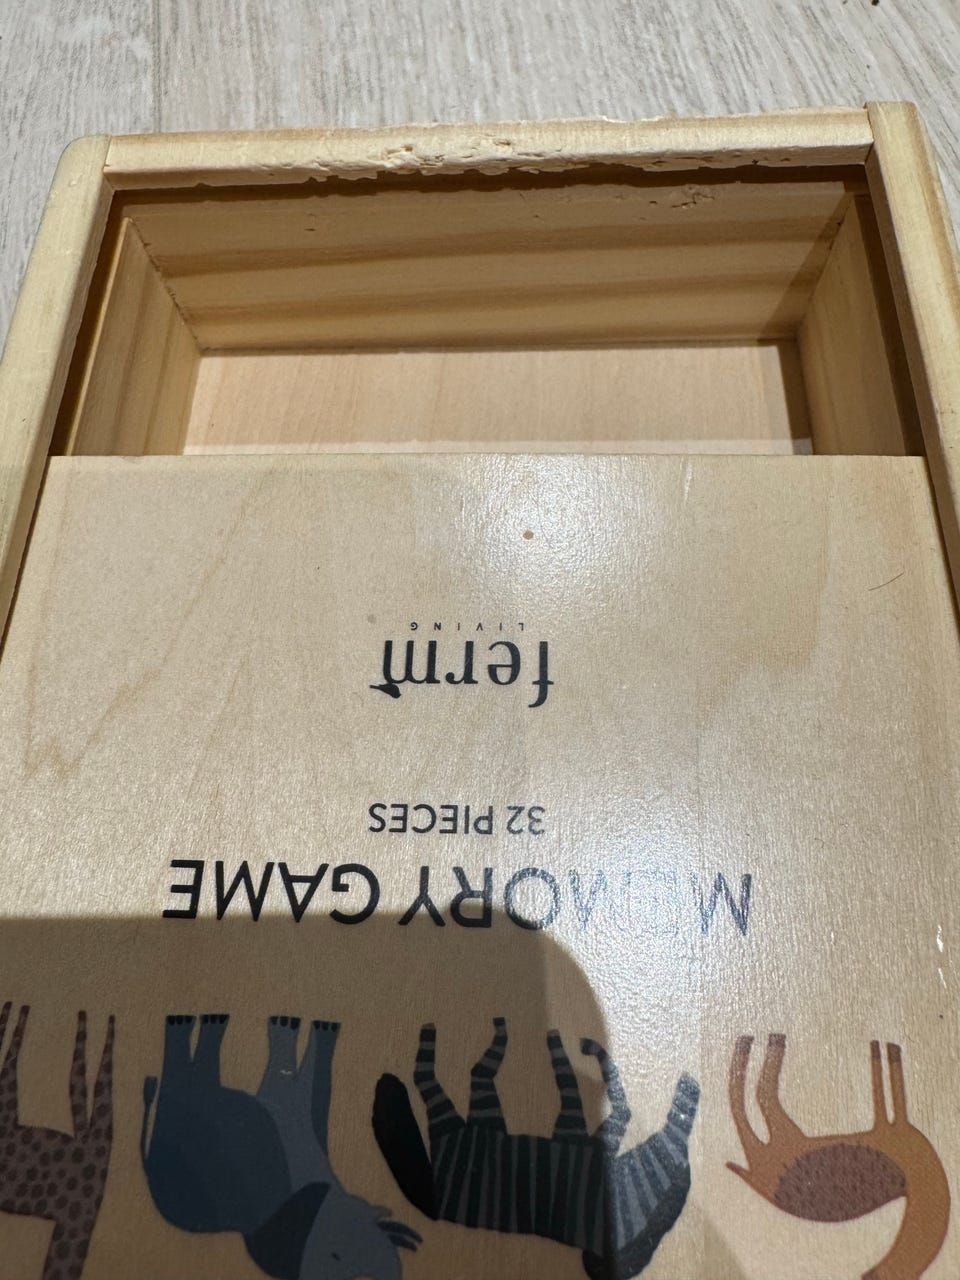 MEMORY GAME
32 PIECES
ferm
LIVING